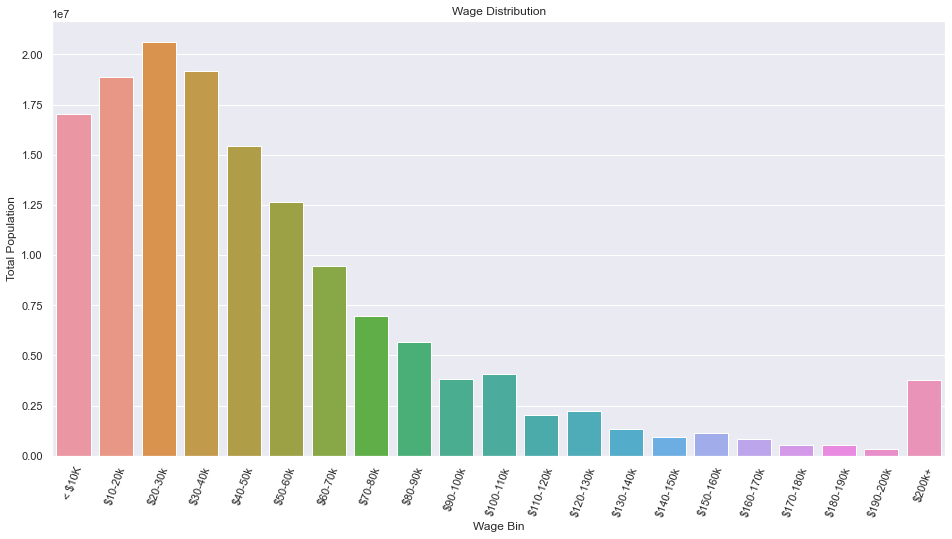 Wage Distribution
1e7
2.00
1.75
1.50
1.25
1.00
0.75
0.50
0.25
0.00
Total Population
< $10K
$10-20k
$20-30k
$30-40k
$40-50k
$50-60k
$60-70k
$70-80k
$80-90k
$90-100k
$100-110k
$110-120k
$120-130k
$130-140k
$140-150k
$150-160k
$160-170k
$170-180k
$180-190k
$190-200k
$200k+
Wage Bin